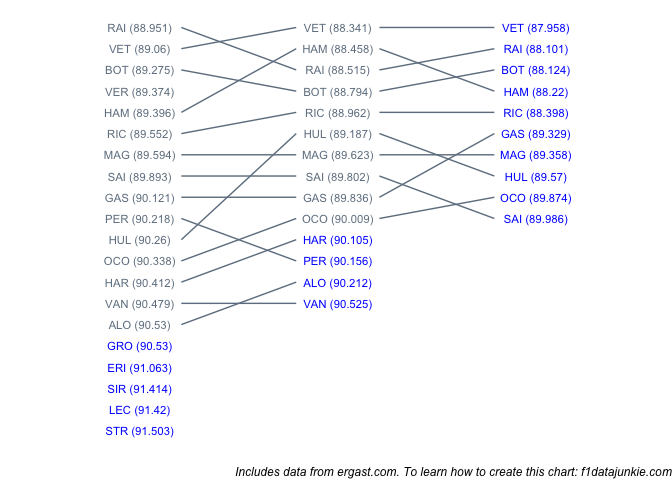 RAI (88.951) VET (88.341) VET (87.958)
VET (89.06) HAM (88.458) RAI (88.101)
BOT (89.275) RAI (88.515) BOT (88.124)
VER (89.374) BOT (88.794) HAM (88.22)
HAM (89.396) RIC (88.962) RIC (88.398)
RIC (89.552) HUL (89.187) GAS (89.329)
MAG (89.594) MAG (89.623) MAG (89.358)
SAI (89.893) SAI (89.802) HUL (89.57)
GAS (90.121) GAS (89.836) OCO (89.874)
PER (90.218) OCO (90.009) SAI (89.986)
HUL (90.26) HAR (90.105)
OCO (90.338) PER (90.156)
HAR (90.412) ALO (90.212)
VAN (90.479) VAN (90.525)
ALO (90.53)
GRO (90.53)
ERI (91.063)
SIR (91.414)
LEC (91.42)
STR (91.503)
Includes data from ergast.com. To learn how to create this chart: f1datajunkie.com